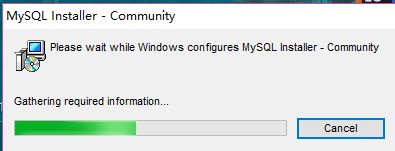 MySQL Installer - Community
Please wait while Windows configures MySQL Installer - Community
Gathering required information...
Cancel